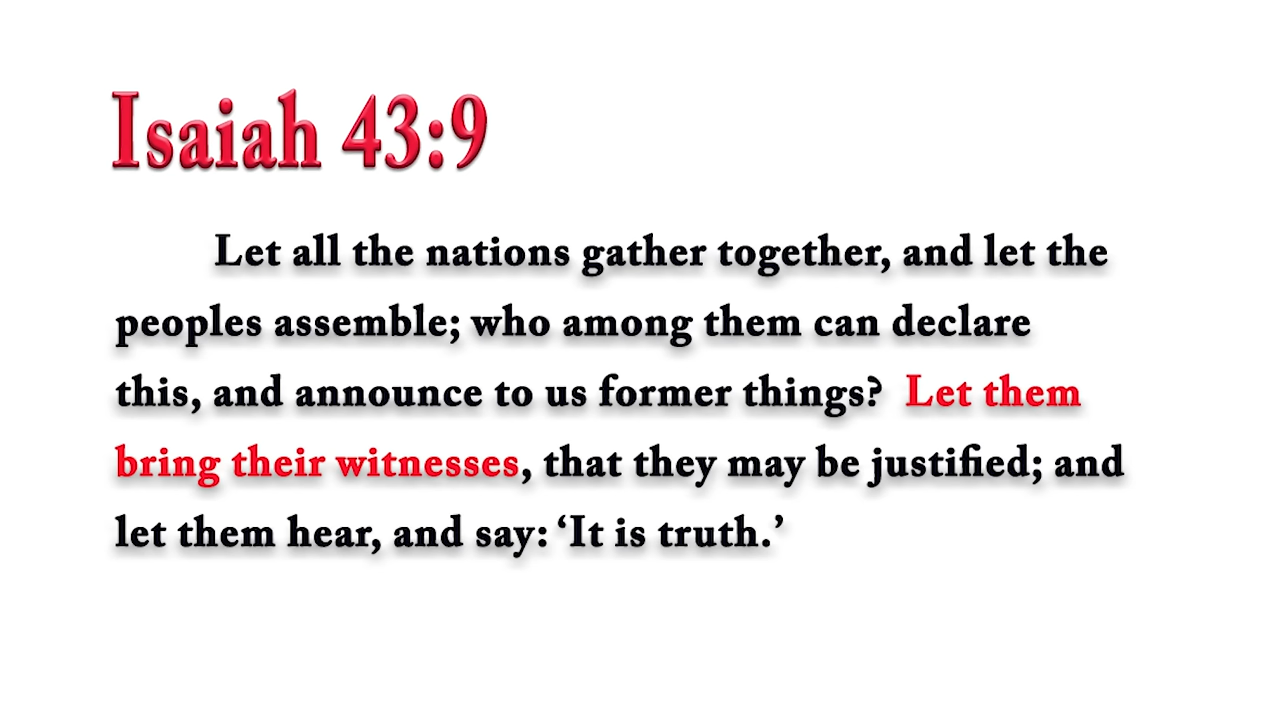 Isaiah 43:9
Let all the nations gather together, and let the
peoples assemble; who among them can declare
this, and announce to us former things?  Let them
bring their witnesses, that they may be justified; and
let them hear, and say: ‘It is truth.’